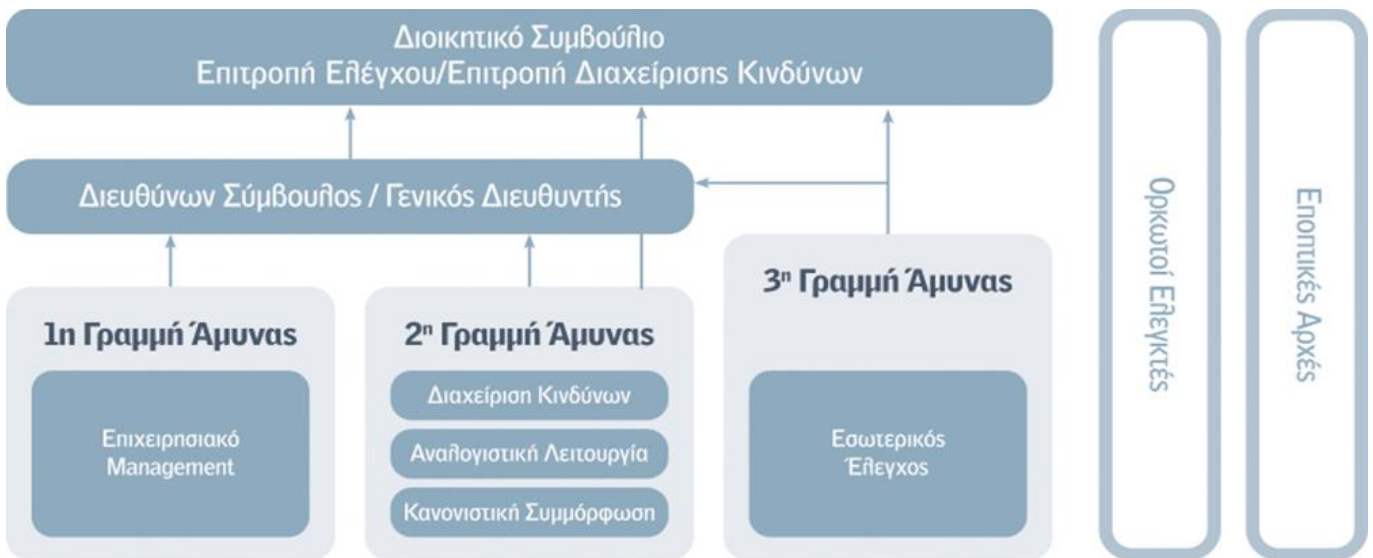 Διοικητικό Συμβούλιο
Επιτροπή Ελέγχου/Επιτροπή Διαχείρισης Κινδύνων
Διευθύνων Σύμβουλος / Γενικός Διευθυντής
1η Γραμμή Άμυνας
Επιχειρησιακό
Management
2η Γραμμή Άμυνας
Διαχείριση Κινδύνων
Αναλογιστική Λειτουργία
Κανονιστική Συμμόρφωση
3η Γραμμή Άμυνας
Εσωτερικός
Έλεγχος
Ορκωτοί Ελεγκτές
Εποπτικές Αρχές